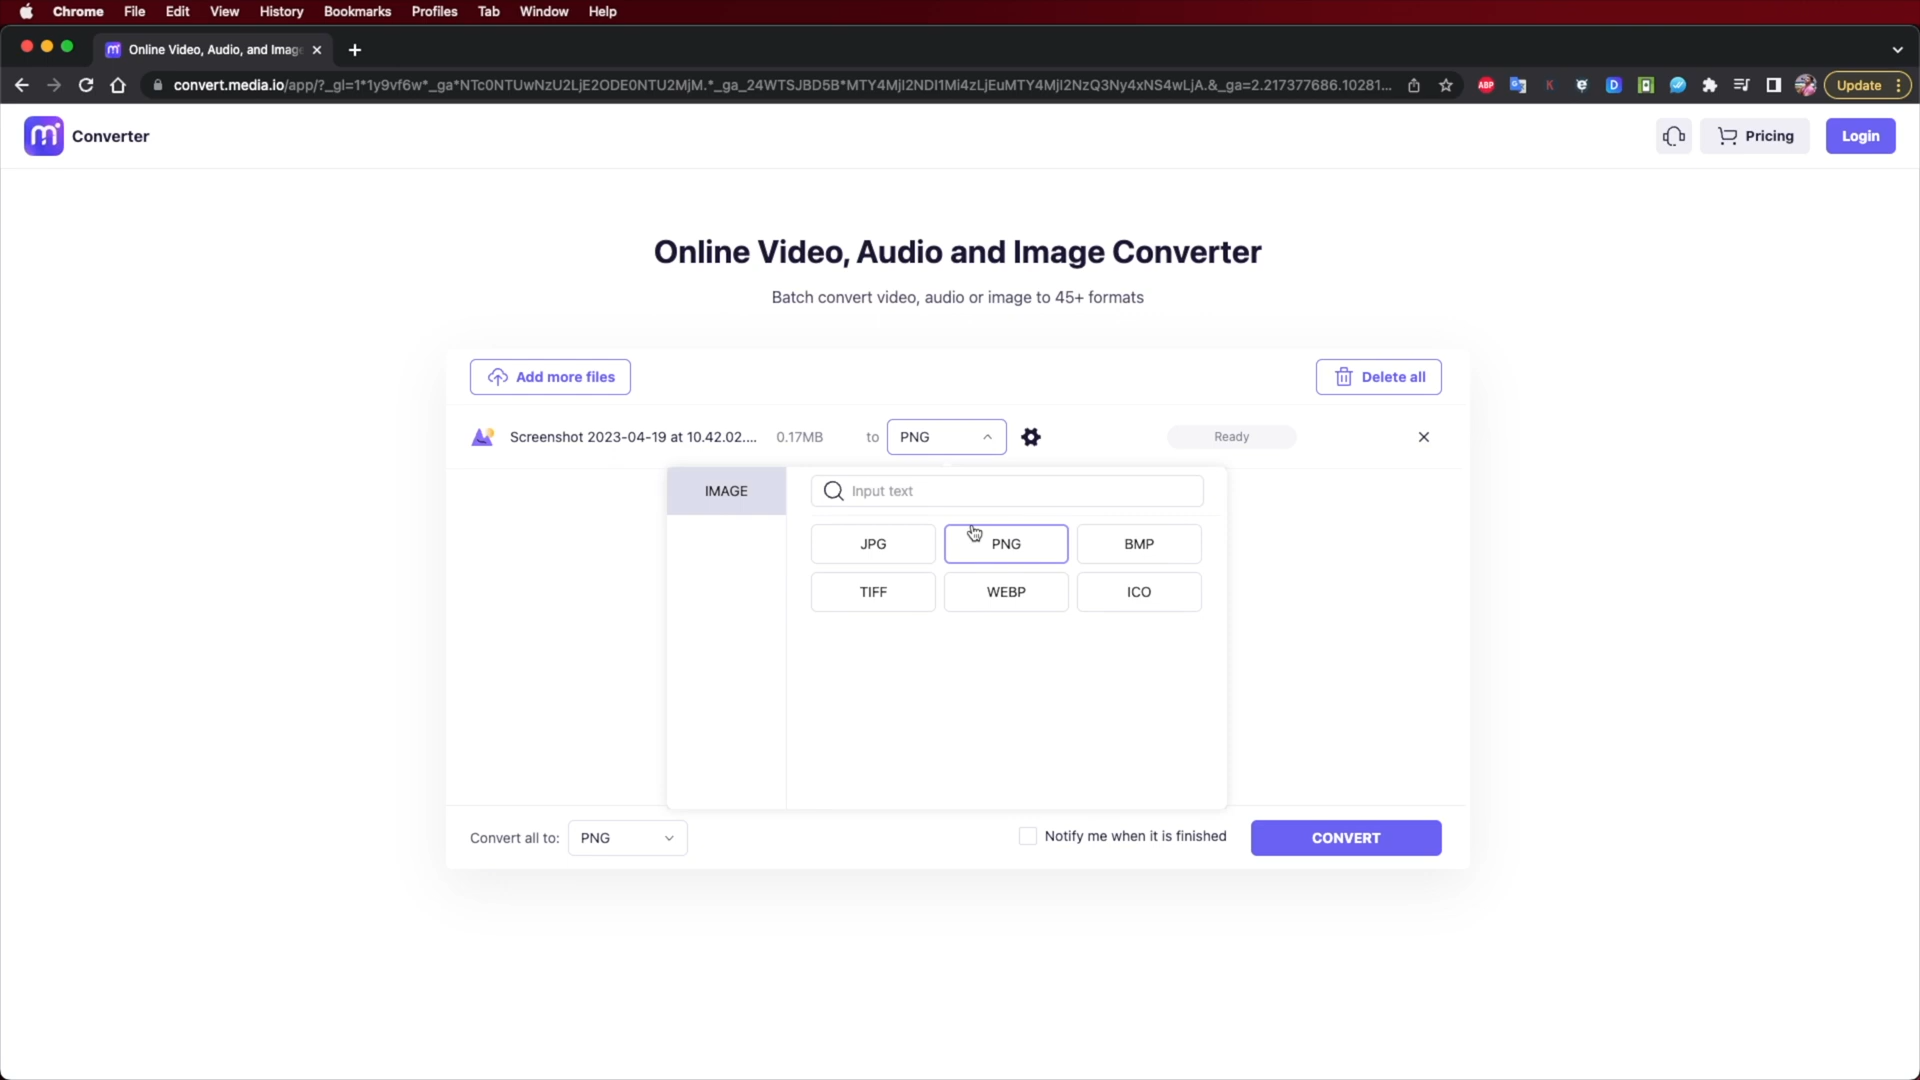 Chrome File Edit View History Bookmarks Profiles Tab Window Help
Online Video, Audio, and Imag
convert.media.io/app/?_gl=1*1y9vf6w*_ga*NTc0NTUwNzU2LjE2ODE0NTU2MjM.*_ga_24WTSJBD5B*MTY4MjI2NDI1Mi4zLjEuMTY4MjI2NzQ3Ny4xNS4wLjA.&_ga=2.217377686.10281... ABP K D Update
m Converter Pricing Login
Online Video, Audio and Image Converter
Batch convert video, audio or image to 45+ formats
Add more files Delete all
Screenshot 2023-04-19 at 10.42.02.... 0.17MB to PNG Ready
IMAGE Input text
JPG PNG BMP
TIFF WEBP ICO
Convert all to: PNG Notify me when it is finished CONVERT